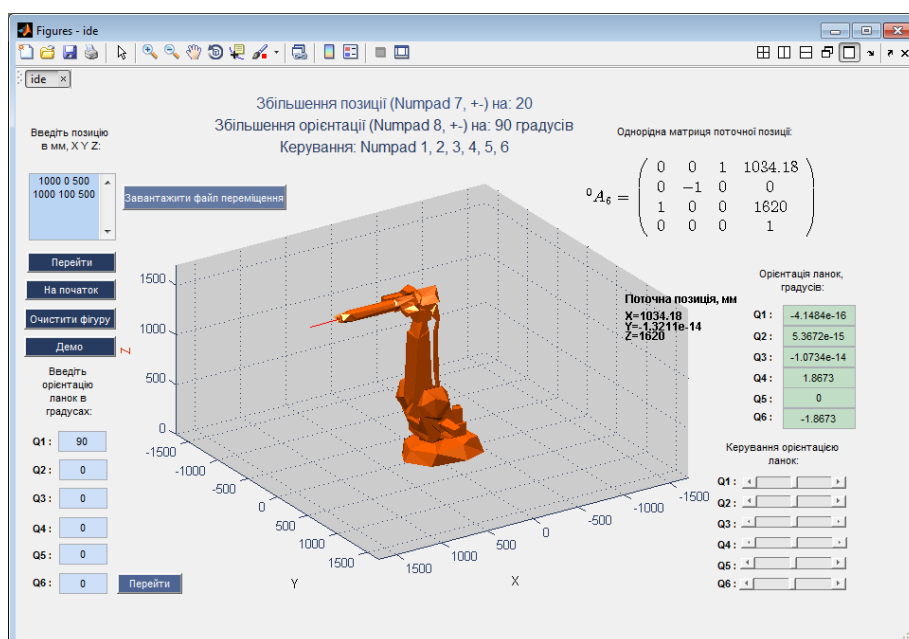 Figures - ide
ide ×
Збільшення позиції (Numpad 7, +-) на: 20
Збільшення орієнтації (Numpad 8, +-) на: 90 градусів
Керування: Numpad 1, 2, 3, 4, 5, 6
Введіть позицію
в мм, X Y Z:
1000 0 500
1000 100 500
Завантажити файл переміщення
Перейти
На початок
Очистити фігуру
Демо
Введіть
орієнтацію
ланок в
градусах:
Q1 : 90
Q2 : 0
Q3 : 0
Q4 : 0
Q5 : 0
Q6 : 0
Перейти
1500
1000
500
0
Z
-1500
-1000
-500
0
500
1000
1500
Y
1500
1000
500
0
-500
-1000
-1500
X
Поточна позиція, мм
X=1034.18
Y=-1.3211e-14
Z=1620
Однорідна матриця поточної позиції:
⁰A₆ =
0 0 1 1034.18
0 −1 0 0
1 0 0 1620
0 0 0 1
Орієнтація ланок,
градусів:
Q1 : -4.1484e-16
Q2 : 5.3672e-15
Q3 : -1.0734e-14
Q4 : 1.8673
Q5 : 0
Q6 : -1.8673
Керування орієнтацією
ланок:
Q1 :
Q2 :
Q3 :
Q4 :
Q5 :
Q6 :